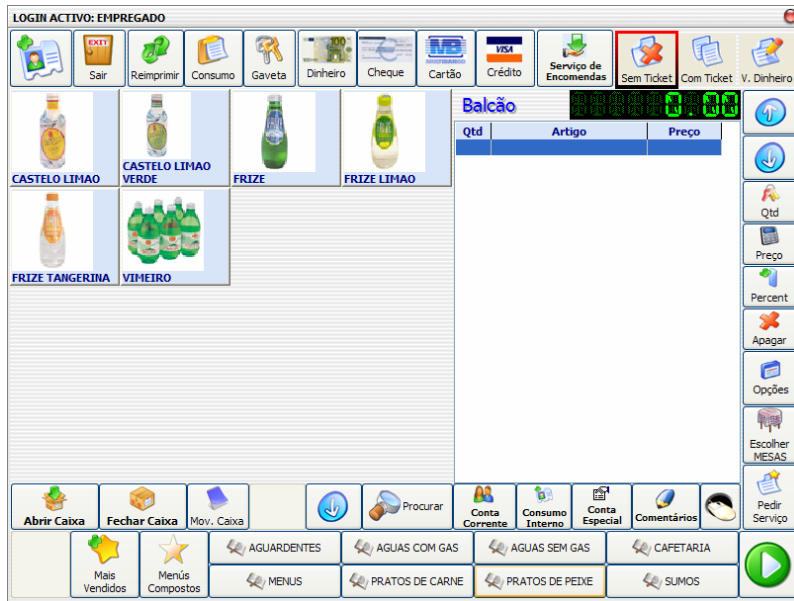 LOGIN ACTIVO: EMPREGADO
EXIT
100
MB
MULTIBANCO
VISA
Sair
Reimprimir
Consumo
Gaveta
Dinheiro
Cheque
Cartão
Crédito
Serviço de
Encomendas
Sem Ticket
Com Ticket
V. Dinheiro
CASTELO LIMAO
CASTELO LIMAO
VERDE
FRIZE
FRIZE LIMAO
FRIZE TANGERINA
VIMEIRO
Balcão
0.00
Qtd Artigo Preço
Qtd
Preço
Percent
Apagar
Opções
Escolher
MESAS
Pedir
Serviço
Abrir Caixa
Fechar Caixa
Mov. Caixa
Procurar
Conta
Corrente
Consumo
Interno
Conta
Especial
Comentários
Mais
Vendidos
Menús
Compostos
AGUARDENTES
AGUAS COM GAS
AGUAS SEM GAS
CAFETARIA
MENUS
PRATOS DE CARNE
PRATOS DE PEIXE
SUMOS